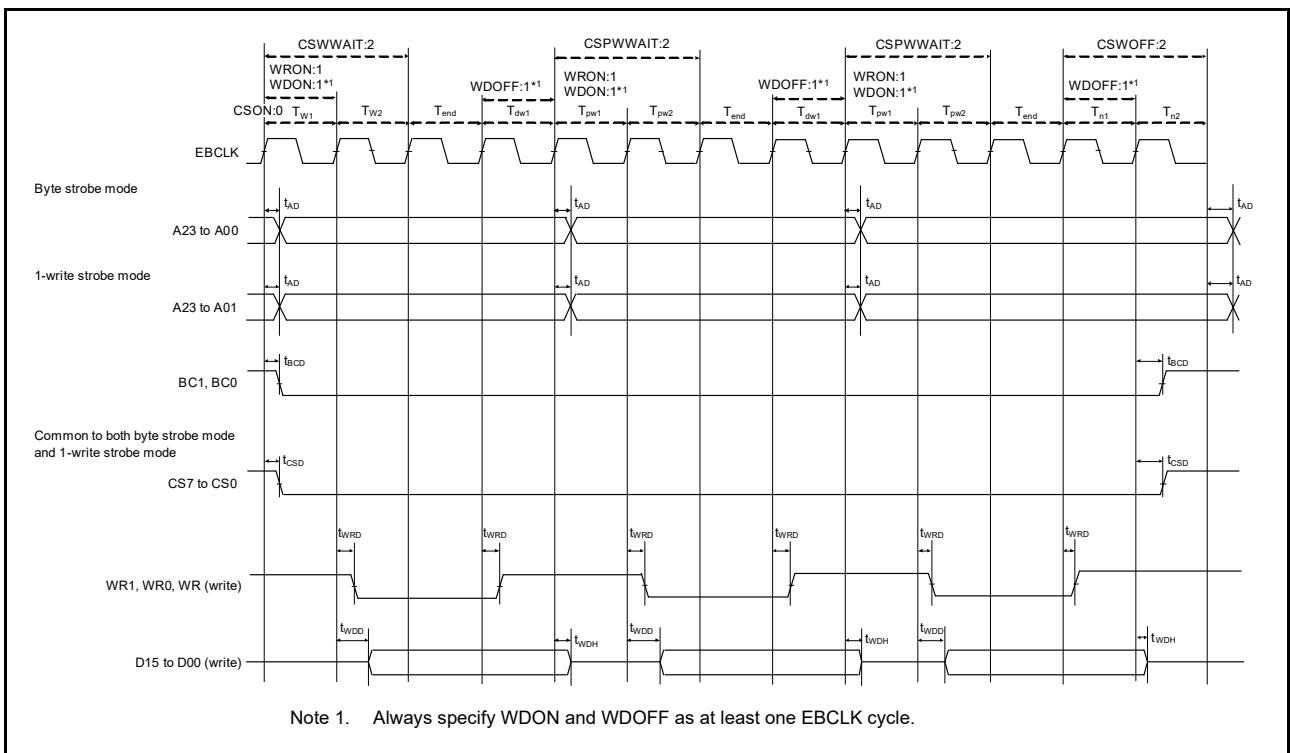 CSWWAIT:2 CSPWWAIT:2 CSPWWAIT:2 CSWOFF:2
WRON:1 WRON:1 WRON:1
WDON:1*1 WDOFF:1*1 WDON:1*1 WDOFF:1*1 WDON:1*1 WDOFF:1*1
CSON:0 TW1 TW2 Tend Tdw1 Tpw1 Tpw2 Tend Tdw1 Tpw1 Tpw2 Tend Tn1 Tn2
EBCLK
Byte strobe mode
tAD tAD tAD tAD
A23 to A00
1-write strobe mode
tAD tAD tAD tAD
A23 to A01
tBCD tBCD
BC1, BC0
Common to both byte strobe mode
and 1-write strobe mode
tCSD tCSD
CS7 to CS0
tWRD tWRD tWRD tWRD tWRD tWRD
WR1, WR0, WR (write)
tWDD tWDH tWDD tWDH tWDD tWDH
D15 to D00 (write)
Note 1. Always specify WDON and WDOFF as at least one EBCLK cycle.